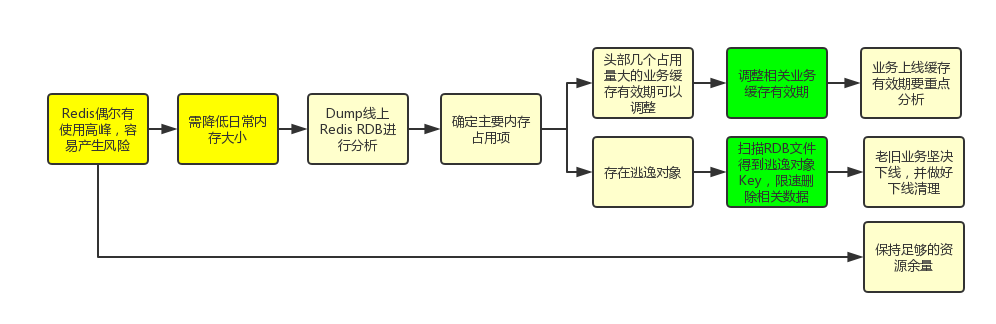 Redis偶尔有
使用高峰，容
易产生风险
需降低日常内
存大小
Dump线上
Redis RDB进
行分析
确定主要内存
占用项
头部几个占用
量大的业务缓
存有效期可以
调整
调整相关业务
缓存有效期
业务上线缓存
有效期要重点
分析
存在逃逸对象
扫描RDB文件
得到逃逸对象
Key，限速删
除相关数据
老旧业务坚决
下线，并做好
下线清理
保持足够的资
源余量